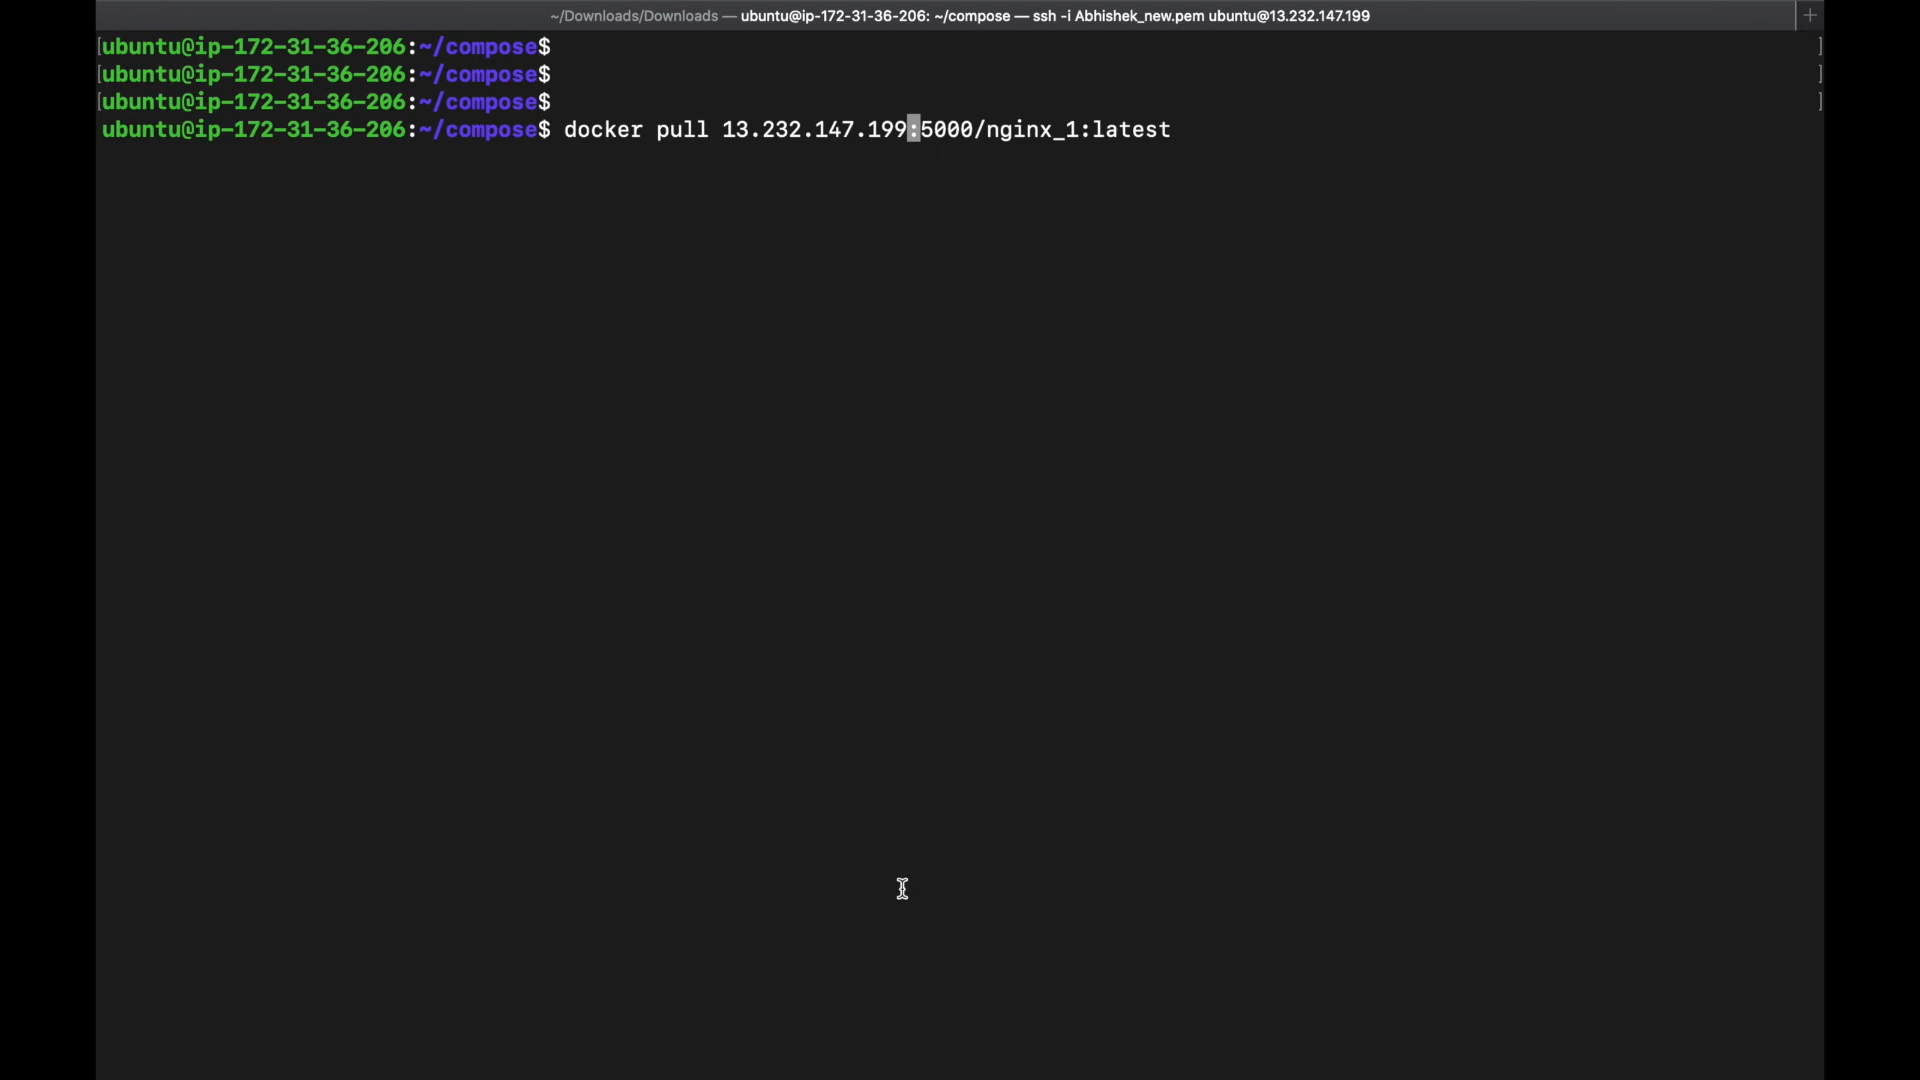 ~/Downloads/Downloads — ubuntu@ip-172-31-36-206: ~/compose — ssh -i Abhishek_new.pem ubuntu@13.232.147.199 +
[ubuntu@ip-172-31-36-206:~/compose$ ]
[ubuntu@ip-172-31-36-206:~/compose$ ]
[ubuntu@ip-172-31-36-206:~/compose$ ]
ubuntu@ip-172-31-36-206:~/compose$ docker pull 13.232.147.199:5000/nginx_1:latest